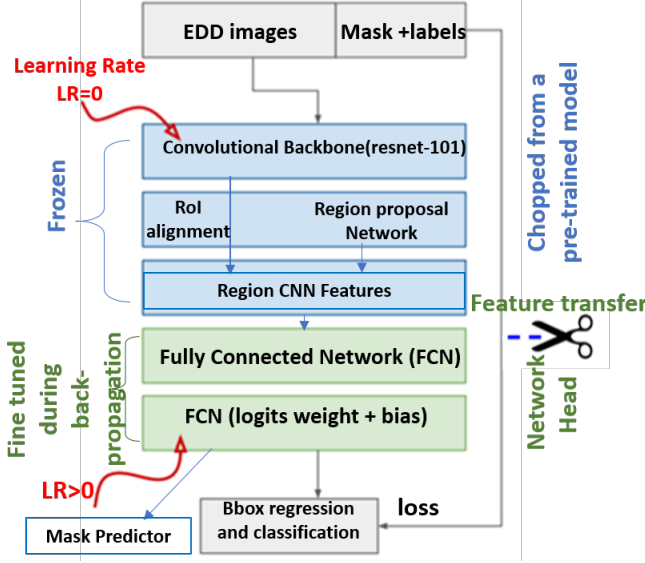 EDD images
Mask +labels
Learning Rate
LR=0
Convolutional Backbone(resnet-101)
RoI
alignment
Region proposal
Network
Region CNN Features
Frozen
Chopped from a
pre-trained model
Feature transfer
Fully Connected Network (FCN)
FCN (logits weight + bias)
Fine tuned
during
back-
propagation
Network
Head
LR>0
Mask Predictor
Bbox regression
and classification
loss